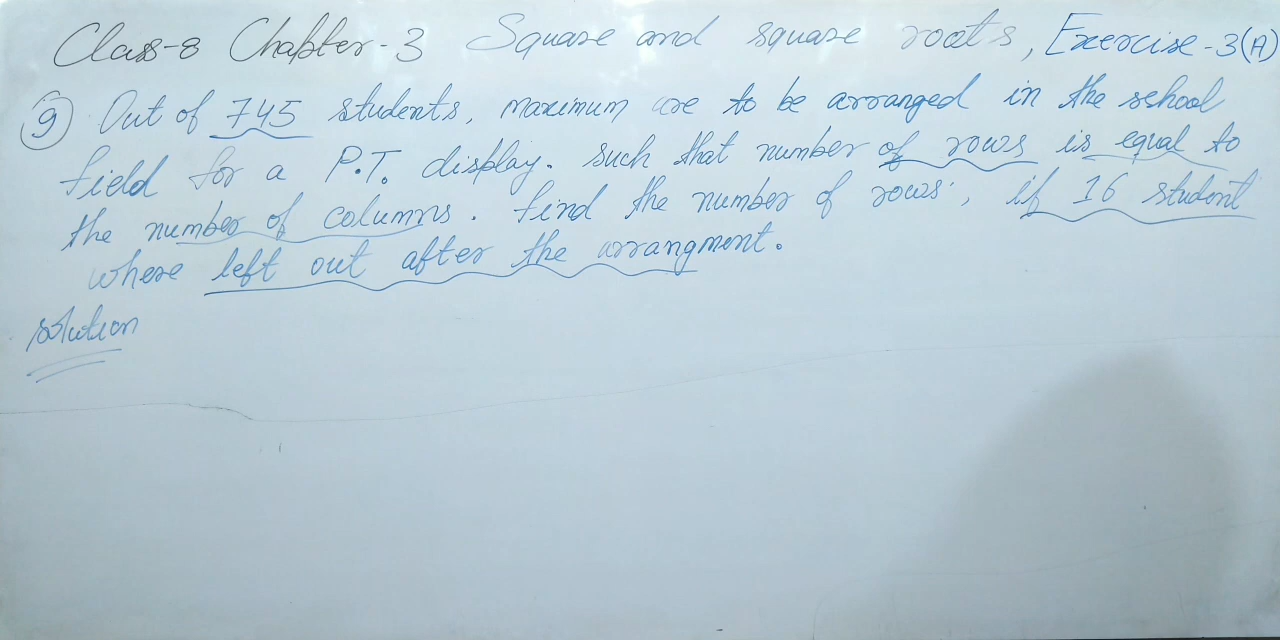 Class-8 Chapter-3 Square and square roots, Exercise-3(A)
9 Out of 745 students, maximum are to be arranged in the school
field for a P.T. display. such that number of rows is equal to
the number of columns. find the number of rows, if 16 student
where left out after the arrangment.
solution